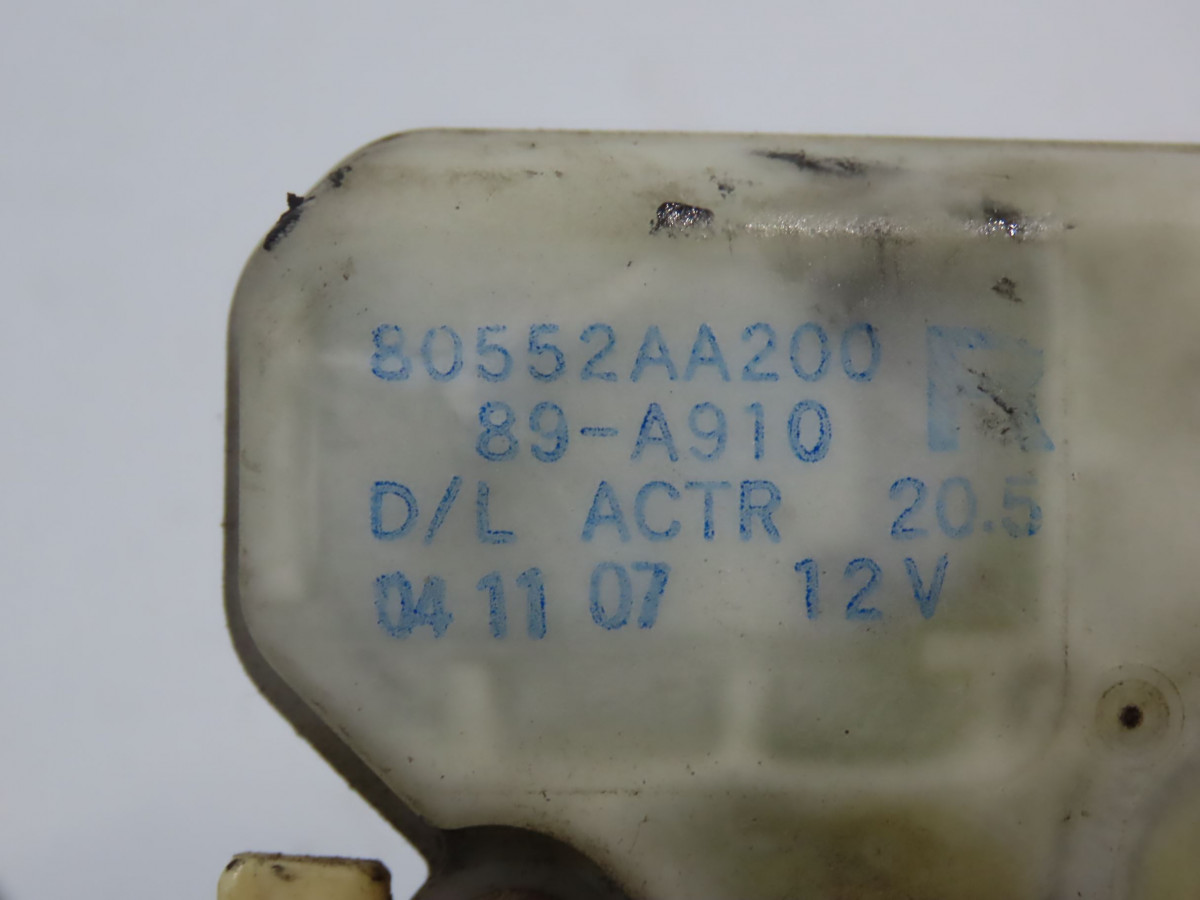 80552AA200 R
89-A910
D/L ACTR 20.5
04 11 07 12V